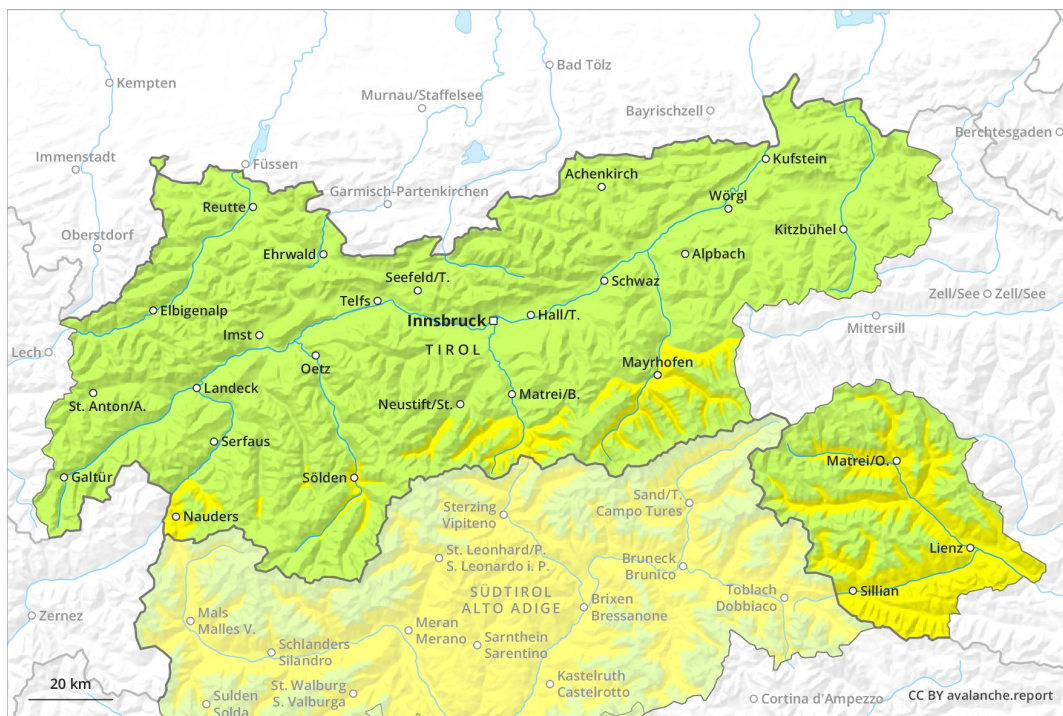 Kempten
Bad Tölz
Murnau/Staffelsee
Bayrischzell
Berchtesgaden
Immenstadt
Füssen
Kufstein
Garmisch-Partenkirchen
Achenkirch
Reutte
Wörgl
Oberstdorf
Kitzbühel
Ehrwald
Alpbach
Seefeld/T.
Schwaz
Telfs
Zell/See
Zell/See
Elbigenalp
Hall/T.
Innsbruck
Mittersill
Imst
TIROL
Lech
Oetz
Mayrhofen
Landeck
St. Anton/A.
Neustift/St.
Matrei/B.
Serfaus
Matrei/O.
Galtür
Sölden
Sand/T.
Campo Tures
Sterzing
Vipiteno
Nauders
Lienz
St. Leonhard/P.
S. Leonardo i. P.
Bruneck
Brunico
SÜDTIROL
ALTO ADIGE
Toblach
Dobbiaco
Sillian
Brixen
Bressanone
Zernez
Mals
Malles V.
Meran
Merano
Schlanders
Silandro
Sarnthein
Sarentino
Kastelruth
Castelrotto
20 km
St. Walburg
S. Valburga
Sulden
Solda
Cortina d'Ampezzo
CC BY avalanche.report